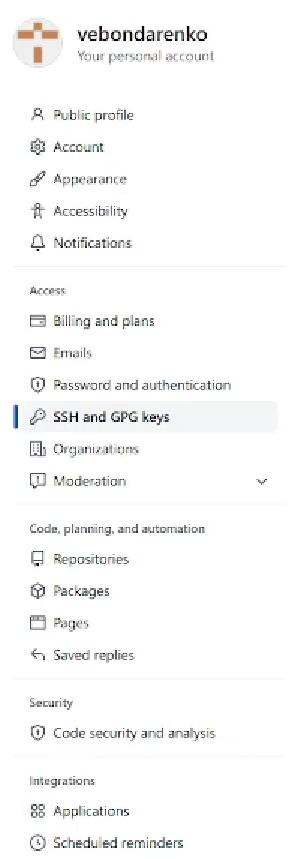 vebondarenko
Your personal account
Public profile
Account
Appearance
Accessibility
Notifications
Access
Billing and plans
Emails
Password and authentication
SSH and GPG keys
Organizations
Moderation
Code, planning, and automation
Repositories
Packages
Pages
Saved replies
Security
Code security and analysis
Integrations
Applications
Scheduled reminders